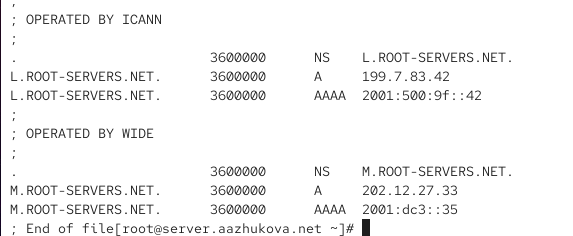 ;
; OPERATED BY ICANN
;
. 3600000 NS L.ROOT-SERVERS.NET.
L.ROOT-SERVERS.NET. 3600000 A 199.7.83.42
L.ROOT-SERVERS.NET. 3600000 AAAA 2001:500:9f::42
;
; OPERATED BY WIDE
;
. 3600000 NS M.ROOT-SERVERS.NET.
M.ROOT-SERVERS.NET. 3600000 A 202.12.27.33
M.ROOT-SERVERS.NET. 3600000 AAAA 2001:dc3::35
; End of file[root@server.aazhukova.net ~]#